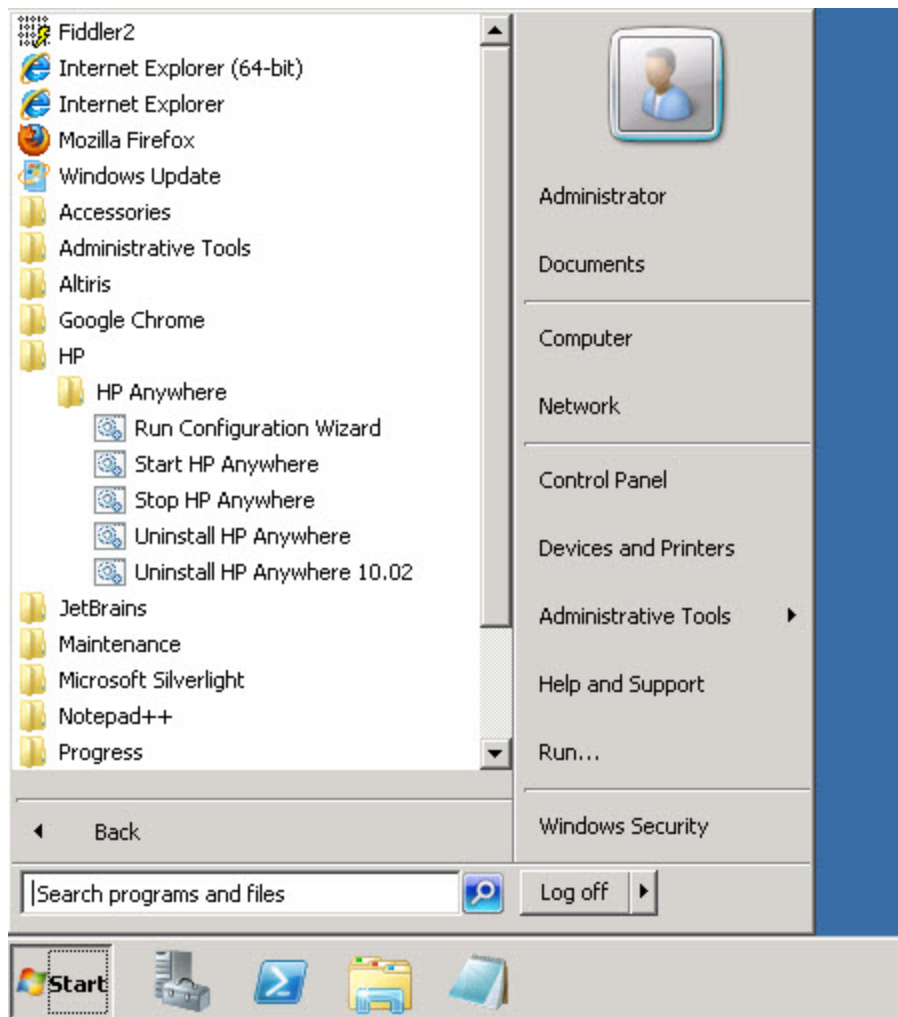 Fiddler2
Internet Explorer (64-bit)
Internet Explorer
Mozilla Firefox
Windows Update
Accessories
Administrative Tools
Altiris
Google Chrome
HP
HP Anywhere
Run Configuration Wizard
Start HP Anywhere
Stop HP Anywhere
Uninstall HP Anywhere
Uninstall HP Anywhere 10.02
JetBrains
Maintenance
Microsoft Silverlight
Notepad++
Progress
Back
Search programs and files
Administrator
Documents
Computer
Network
Control Panel
Devices and Printers
Administrative Tools
Help and Support
Run...
Windows Security
Log off
Start